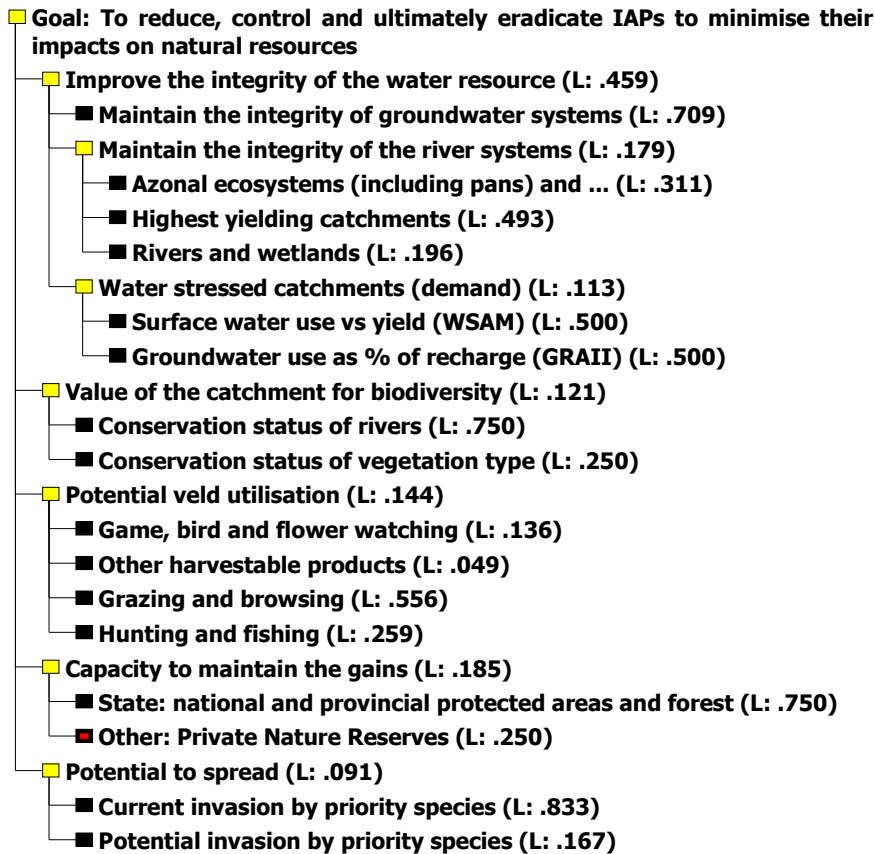 Goal: To reduce, control and ultimately eradicate IAPs to minimise their
impacts on natural resources
Improve the integrity of the water resource (L: .459)
Maintain the integrity of groundwater systems (L: .709)
Maintain the integrity of the river systems (L: .179)
Azonal ecosystems (including pans) and ... (L: .311)
Highest yielding catchments (L: .493)
Rivers and wetlands (L: .196)
Water stressed catchments (demand) (L: .113)
Surface water use vs yield (WSAM) (L: .500)
Groundwater use as % of recharge (GRAII) (L: .500)
Value of the catchment for biodiversity (L: .121)
Conservation status of rivers (L: .750)
Conservation status of vegetation type (L: .250)
Potential veld utilisation (L: .144)
Game, bird and flower watching (L: .136)
Other harvestable products (L: .049)
Grazing and browsing (L: .556)
Hunting and fishing (L: .259)
Capacity to maintain the gains (L: .185)
State: national and provincial protected areas and forest (L: .750)
Other: Private Nature Reserves (L: .250)
Potential to spread (L: .091)
Current invasion by priority species (L: .833)
Potential invasion by priority species (L: .167)